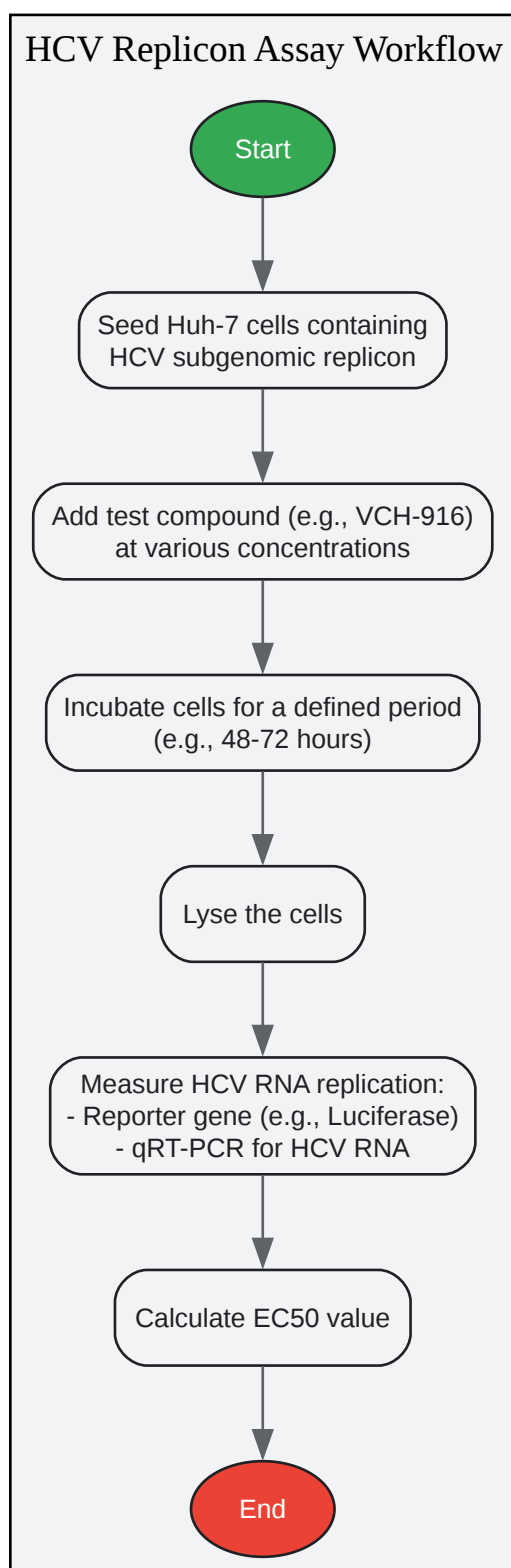 HCV Replicon Assay Workflow
Start
Seed Huh-7 cells containing
HCV subgenomic replicon
Add test compound (e.g., VCH-916)
at various concentrations
Incubate cells for a defined period
(e.g., 48-72 hours)
Lyse the cells
Measure HCV RNA replication:
- Reporter gene (e.g., Luciferase)
- qRT-PCR for HCV RNA
Calculate EC50 value
End